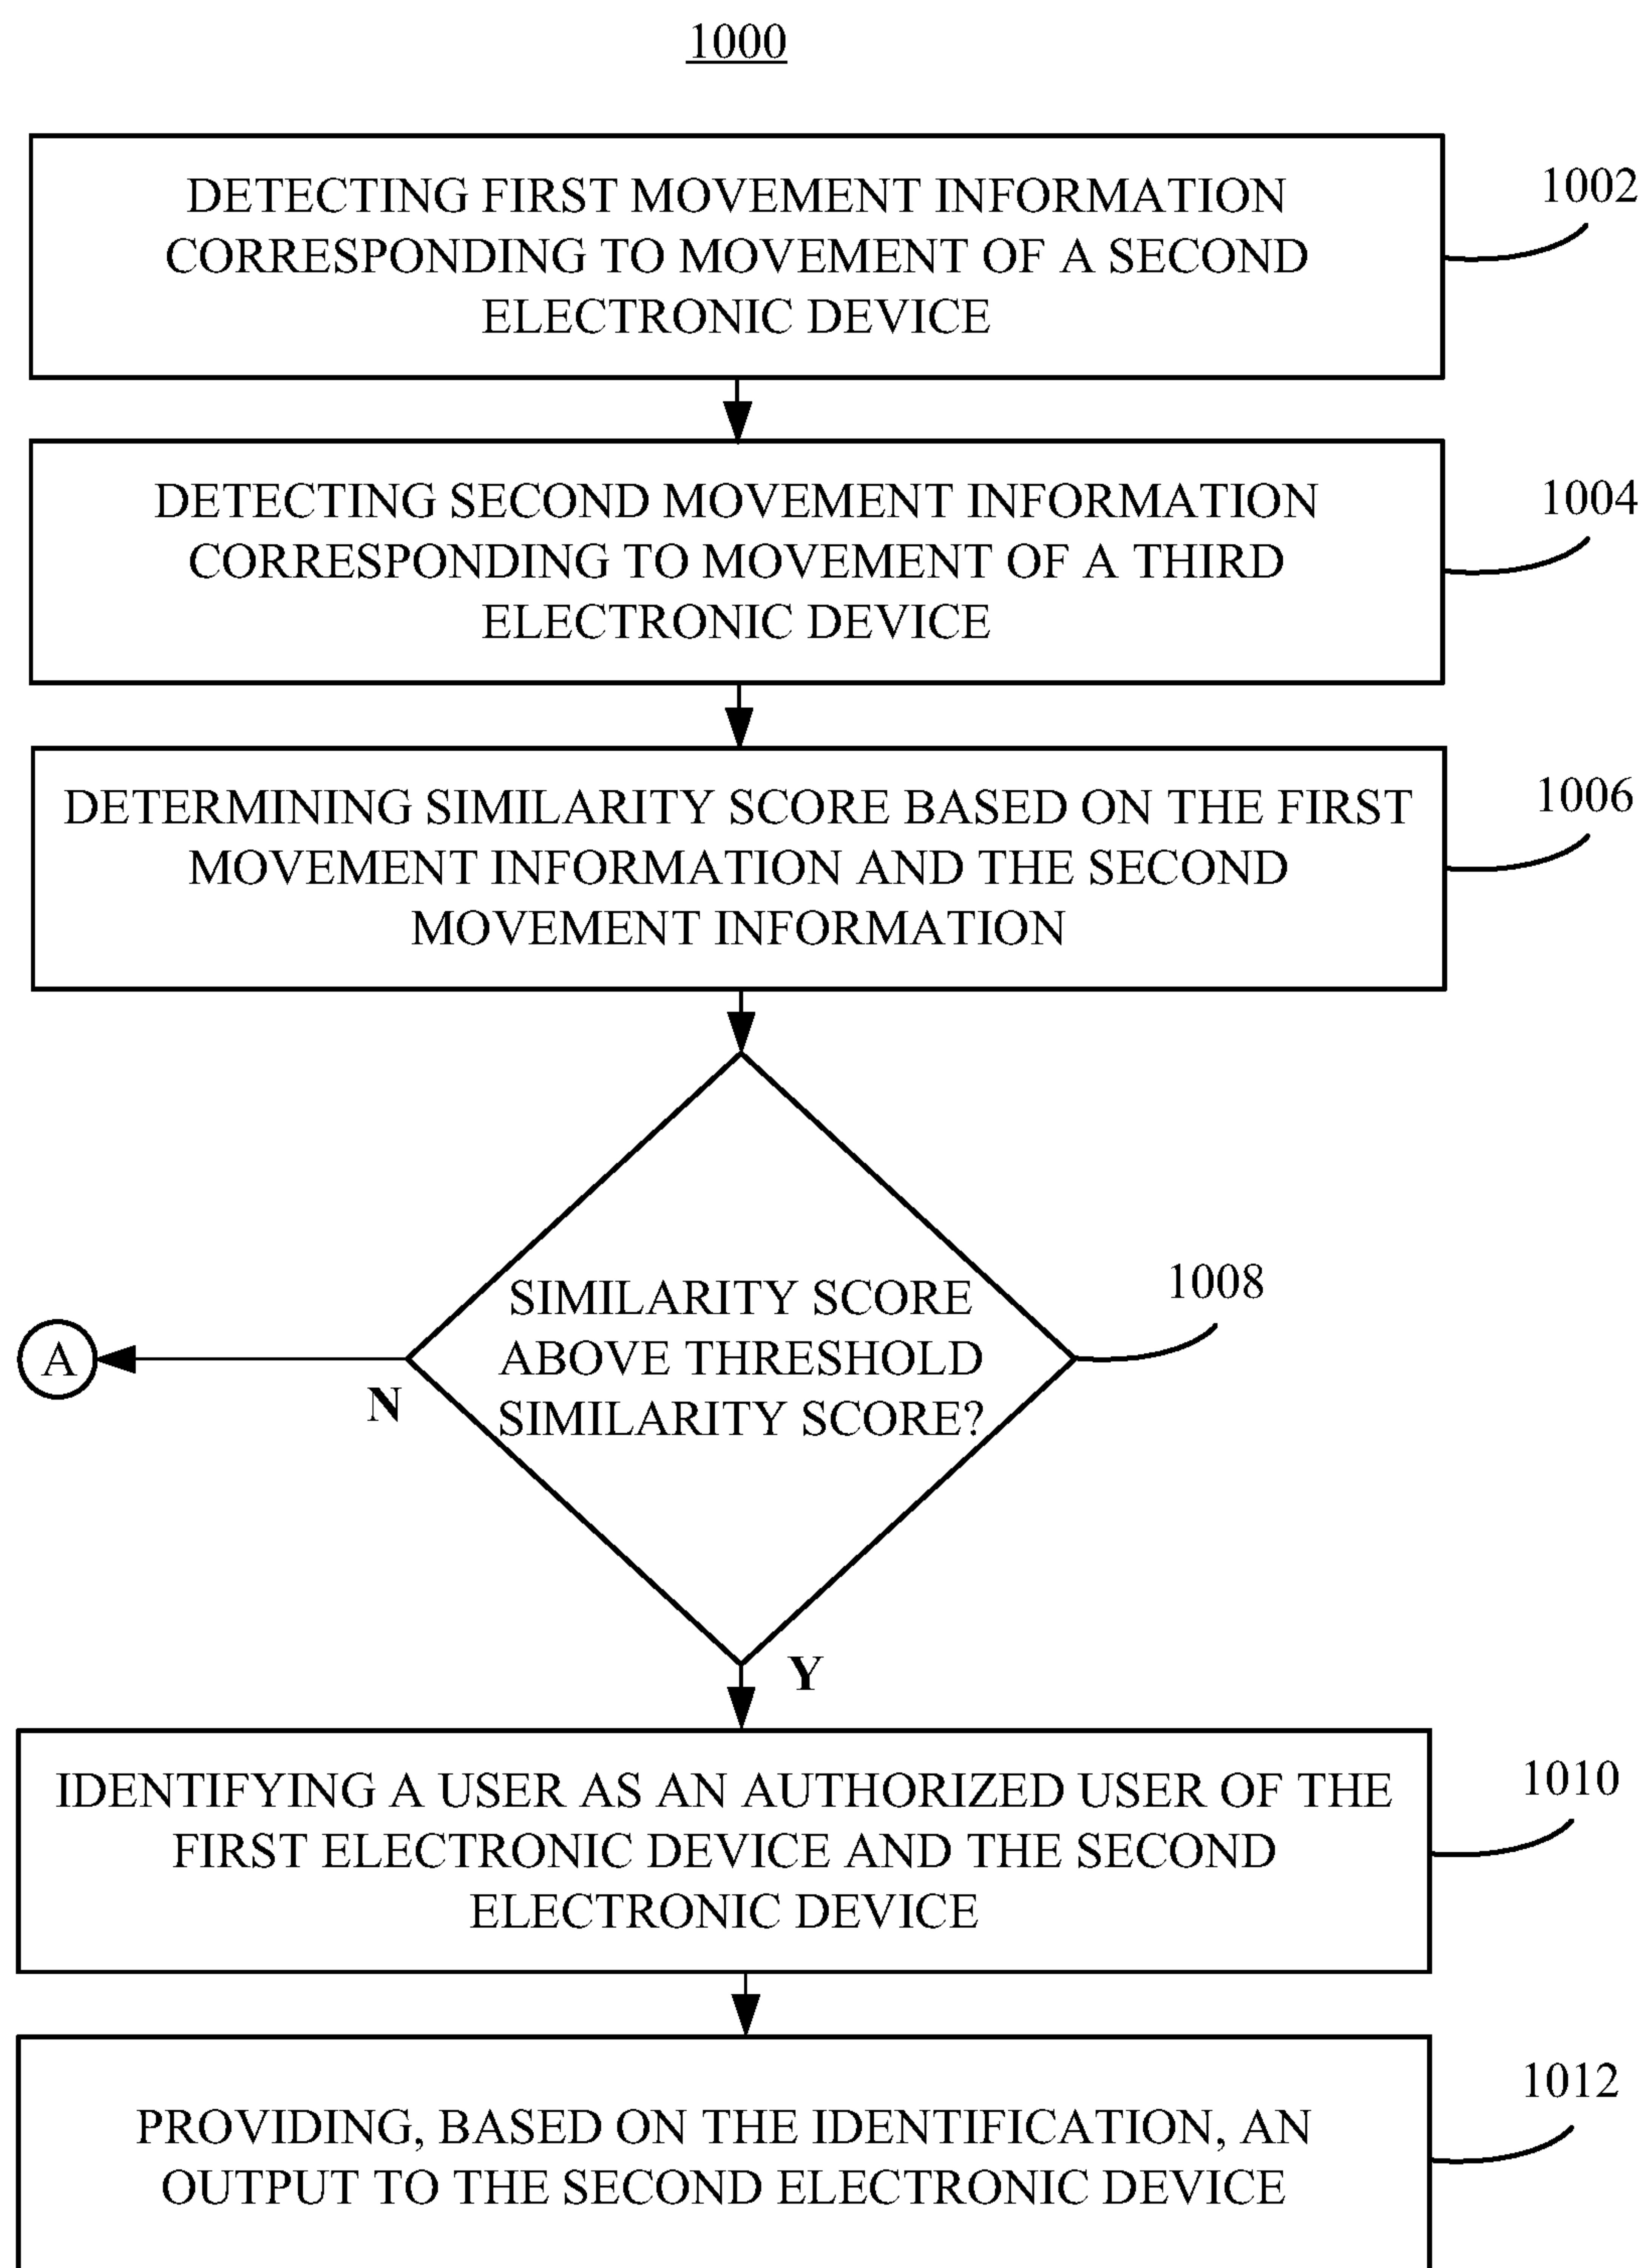 1000
DETECTING FIRST MOVEMENT INFORMATION
CORRESPONDING TO MOVEMENT OF A SECOND
ELECTRONIC DEVICE
1002
DETECTING SECOND MOVEMENT INFORMATION
CORRESPONDING TO MOVEMENT OF A THIRD
ELECTRONIC DEVICE
1004
DETERMINING SIMILARITY SCORE BASED ON THE FIRST
MOVEMENT INFORMATION AND THE SECOND
MOVEMENT INFORMATION
1006
SIMILARITY SCORE
ABOVE THRESHOLD
SIMILARITY SCORE?
1008
A
N
Y
IDENTIFYING A USER AS AN AUTHORIZED USER OF THE
FIRST ELECTRONIC DEVICE AND THE SECOND
ELECTRONIC DEVICE
1010
PROVIDING, BASED ON THE IDENTIFICATION, AN
OUTPUT TO THE SECOND ELECTRONIC DEVICE
1012